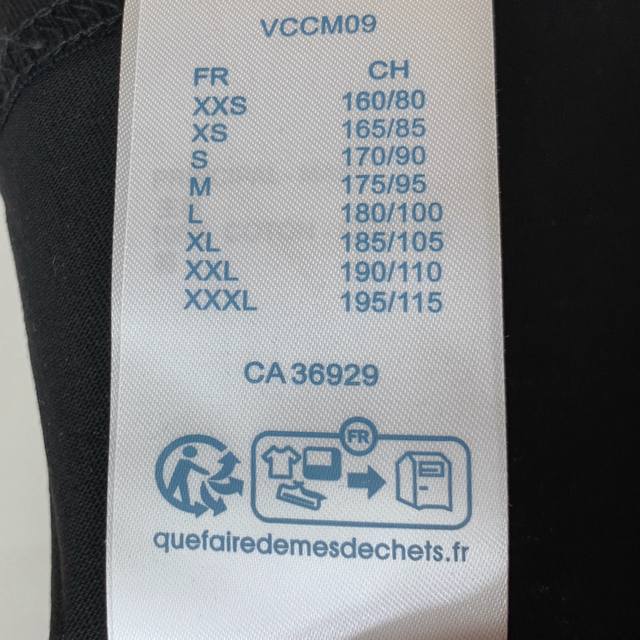 VCCM09
FR CH
XXS 160/80
XS 165/85
S 170/90
M 175/95
L 180/100
XL 185/105
XXL 190/110
XXXL 195/115
CA 36929
FR
quefairedemesdechets.fr